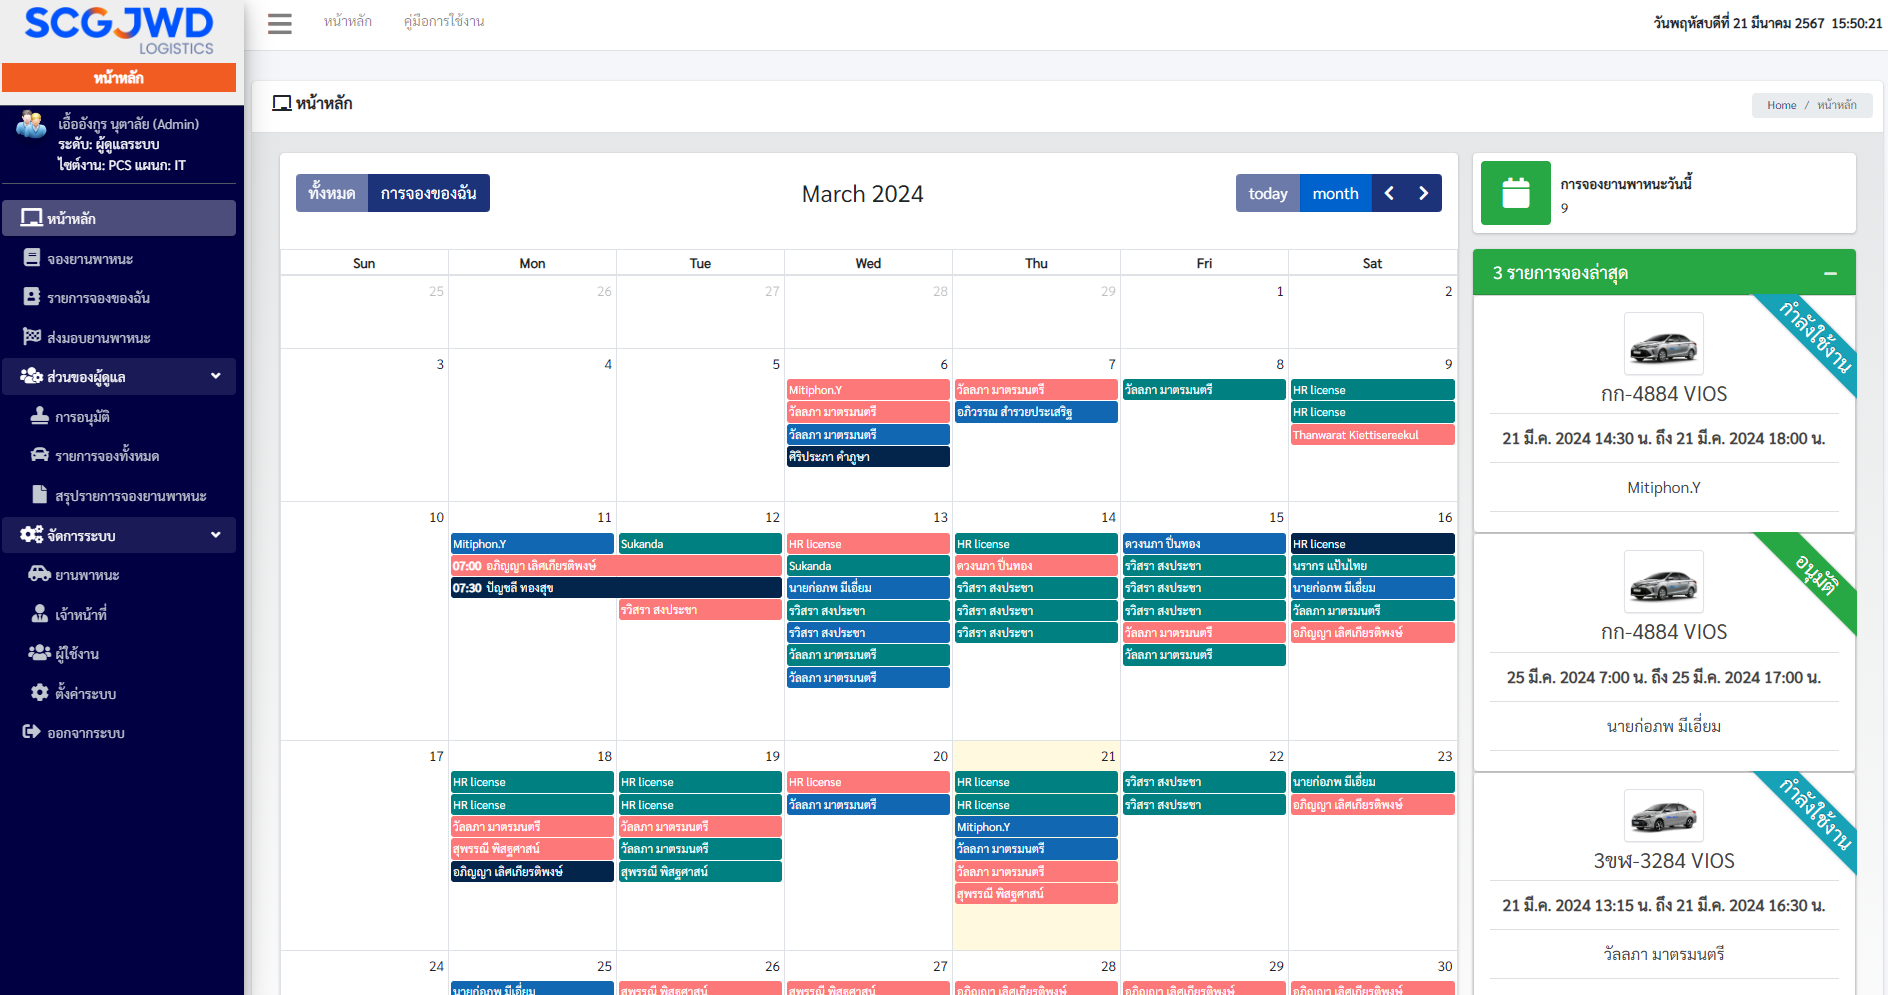 SCGJWD
LOGISTICS
หน้าหลัก
เอื้ออังกูร นุตาลัย (Admin)
ระดับ: ผู้ดูแลระบบ
ไซต์งาน: PCS แผนก: IT
หน้าหลัก
จองยานพาหนะ
รายการจองของฉัน
ส่งมอบยานพาหนะ
ส่วนของผู้ดูแล
การอนุมัติ
รายการจองทั้งหมด
สรุปรายการจองยานพาหนะ
จัดการระบบ
ยานพาหนะ
เจ้าหน้าที่
ผู้ใช้งาน
ตั้งค่าระบบ
ออกจากระบบ
หน้าหลัก คู่มือการใช้งาน
วันพฤหัสบดีที่ 21 มีนาคม 2567 15:50:21
หน้าหลัก
Home / หน้าหลัก
ทั้งหมด การจองของฉัน
March 2024
today month
Sun Mon Tue Wed Thu Fri Sat
25 26 27 28 29 1 2
3 4 5 6 7 8 9
Mitiphon.Y วัลลภา มาตรมนตรี วัลลภา มาตรมนตรี HR license
วัลลภา มาตรมนตรี อภิวรรณ สำรวยประเสริฐ HR license
วัลลภา มาตรมนตรี Thanwarat Kiettisereekul
ศิริประภา คำภูษา
10 11 12 13 14 15 16
Mitiphon.Y Sukanda HR license HR license ดวงนภา ปิ่นทอง HR license
07:00 อภิญญา เลิศเกียรติพงษ์ Sukanda ดวงนภา ปิ่นทอง รวิสรา สงประชา นรากร แป้นไทย
07:30 ปัญชลี ทองสุข นายก่อภพ มีเอี่ยม รวิสรา สงประชา รวิสรา สงประชา นายก่อภพ มีเอี่ยม
รวิสรา สงประชา รวิสรา สงประชา รวิสรา สงประชา รวิสรา สงประชา วัลลภา มาตรมนตรี
รวิสรา สงประชา รวิสรา สงประชา วัลลภา มาตรมนตรี อภิญญา เลิศเกียรติพงษ์
วัลลภา มาตรมนตรี วัลลภา มาตรมนตรี
วัลลภา มาตรมนตรี
17 18 19 20 21 22 23
HR license HR license HR license HR license รวิสรา สงประชา นายก่อภพ มีเอี่ยม
HR license HR license วัลลภา มาตรมนตรี HR license รวิสรา สงประชา อภิญญา เลิศเกียรติพงษ์
วัลลภา มาตรมนตรี วัลลภา มาตรมนตรี Mitiphon.Y
สุพรรณี พิสฐศาสน์ วัลลภา มาตรมนตรี วัลลภา มาตรมนตรี
อภิญญา เลิศเกียรติพงษ์ สุพรรณี พิสฐศาสน์ วัลลภา มาตรมนตรี
สุพรรณี พิสฐศาสน์
24 25 26 27 28 29 30
นายก่อภพ มีเอี่ยม สุพรรณี พิสฐศาสน์ สุพรรณี พิสฐศาสน์ อภิญญา เลิศเกียรติพงษ์ อภิญญา เลิศเกียรติพงษ์ อภิญญา เลิศเกียรติพงษ์
การจองยานพาหนะวันนี้
9
3 รายการจองล่าสุด
กำลังใช้งาน
กก-4884 VIOS
21 มี.ค. 2024 14:30 น. ถึง 21 มี.ค. 2024 18:00 น.
Mitiphon.Y
อนุมัติ
กก-4884 VIOS
25 มี.ค. 2024 7:00 น. ถึง 25 มี.ค. 2024 17:00 น.
นายก่อภพ มีเอี่ยม
กำลังใช้งาน
3ขฬ-3284 VIOS
21 มี.ค. 2024 13:15 น. ถึง 21 มี.ค. 2024 16:30 น.
วัลลภา มาตรมนตรี